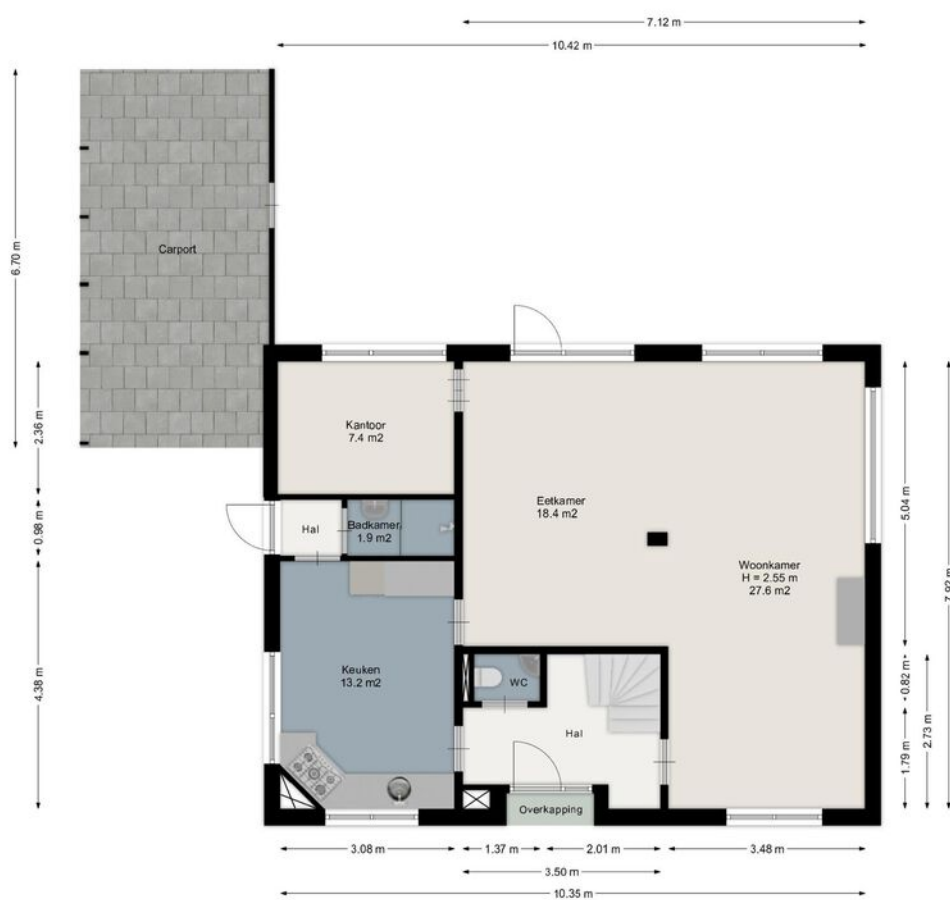 7.12 m
10.42 m
6.70 m
Carport
2.36 m
Kantoor
7.4 m2
5.04 m
7.92 m
Eetkamer
18.4 m2
0.98 m
Hal
Badkamer
1.9 m2
Woonkamer
H = 2.55 m
27.6 m2
4.38 m
Keuken
13.2 m2
WC
0.82 m
2.73 m
Hal
1.79 m
Overkapping
3.08 m
1.37 m
2.01 m
3.48 m
3.50 m
10.35 m